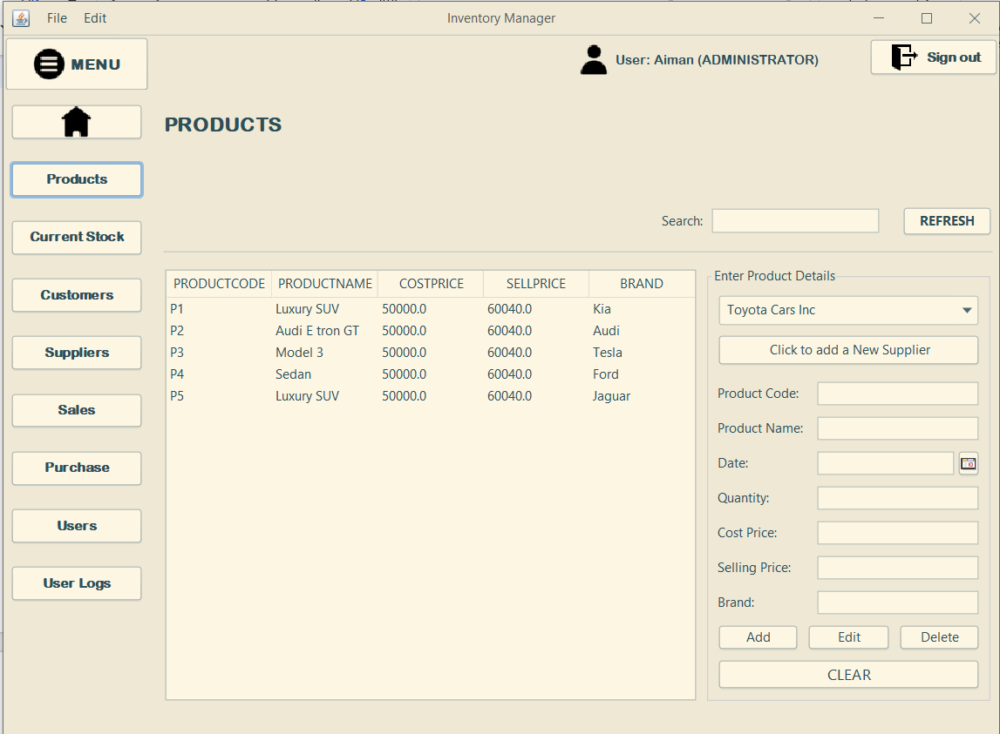 File Edit Inventory Manager
MENU
User: Aiman (ADMINISTRATOR)
Sign out
PRODUCTS
Products
Current Stock
Customers
Suppliers
Sales
Purchase
Users
User Logs
Search:
REFRESH
PRODUCTCODE PRODUCTNAME COSTPRICE SELLPRICE BRAND
P1 Luxury SUV 50000.0 60040.0 Kia
P2 Audi E tron GT 50000.0 60040.0 Audi
P3 Model 3 50000.0 60040.0 Tesla
P4 Sedan 50000.0 60040.0 Ford
P5 Luxury SUV 50000.0 60040.0 Jaguar
Enter Product Details
Toyota Cars Inc
Click to add a New Supplier
Product Code:
Product Name:
Date:
Quantity:
Cost Price:
Selling Price:
Brand:
Add Edit Delete
CLEAR